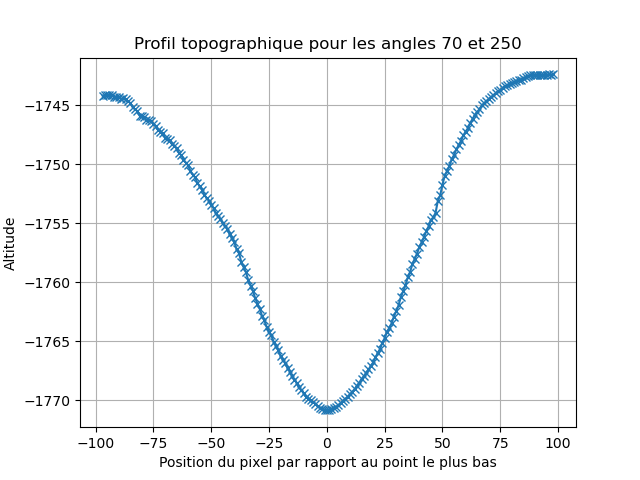 Profil topographique pour les angles 70 et 250
Altitude
−1745
−1750
−1755
−1760
−1765
−1770
−100 −75 −50 −25 0 25 50 75 100
Position du pixel par rapport au point le plus bas